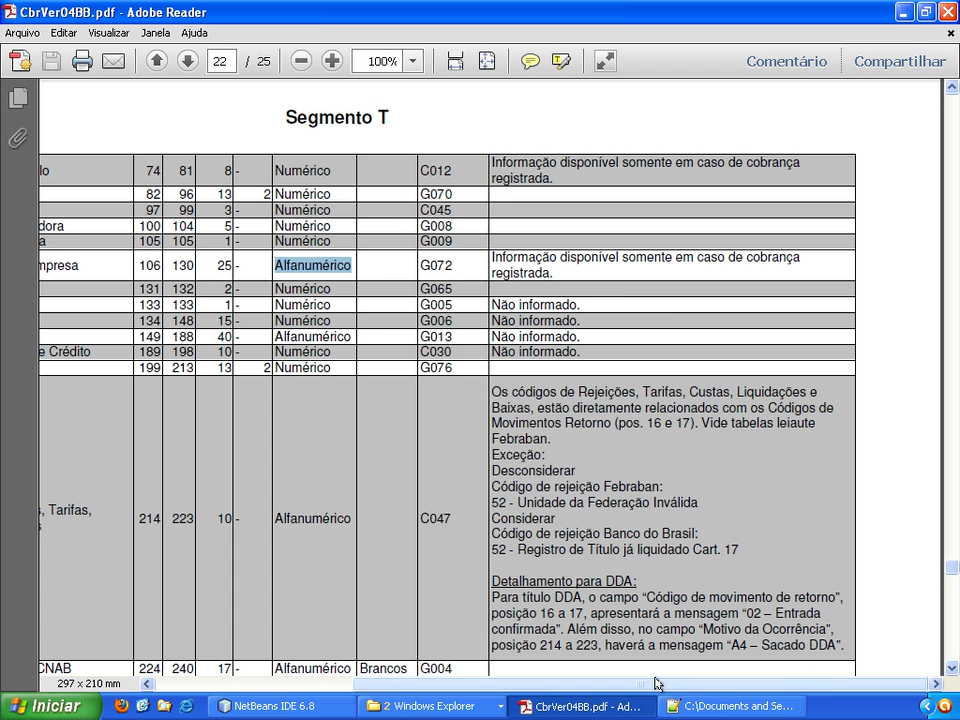 CbrVer04BB.pdf - Adobe Reader
Arquivo Editar Visualizar Janela Ajuda
22 / 25 100% Comentário Compartilhar
Segmento T
lo 74 81 8 - Numérico C012 Informação disponível somente em caso de cobrança
registrada.
82 96 13 2 Numérico G070
97 99 3 - Numérico C045
dora 100 104 5 - Numérico G008
a 105 105 1 - Numérico G009
mpresa 106 130 25 - Alfanumérico G072 Informação disponível somente em caso de cobrança
registrada.
131 132 2 - Numérico G065
133 133 1 - Numérico G005 Não informado.
134 148 15 - Numérico G006 Não informado.
149 188 40 - Alfanumérico G013 Não informado.
e Crédito 189 198 10 - Numérico C030 Não informado.
199 213 13 2 Numérico G076
s, Tarifas,
s
214 223 10 - Alfanumérico C047
Os códigos de Rejeições, Tarifas, Custas, Liquidações e
Baixas, estão diretamente relacionados com os Códigos de
Movimentos Retorno (pos. 16 e 17). Vide tabelas leiaute
Febraban.
Exceção:
Desconsiderar
Código de rejeição Febraban:
52 - Unidade da Federação Inválida
Considerar
Código de rejeição Banco do Brasil:
52 - Registro de Título já liquidado Cart. 17
Detalhamento para DDA:
Para título DDA, o campo “Código de movimento de retorno”,
posição 16 a 17, apresentará a mensagem “02 – Entrada
confirmada”. Além disso, no campo “Motivo da Ocorrência”,
posição 214 a 223, haverá a mensagem “A4 – Sacado DDA”.
CNAB 224 240 17 - Alfanumérico Brancos G004
297 x 210 mm
Iniciar NetBeans IDE 6.8 2 Windows Explorer CbrVer04BB.pdf - Ad... C:\Documents and Se... 14:00